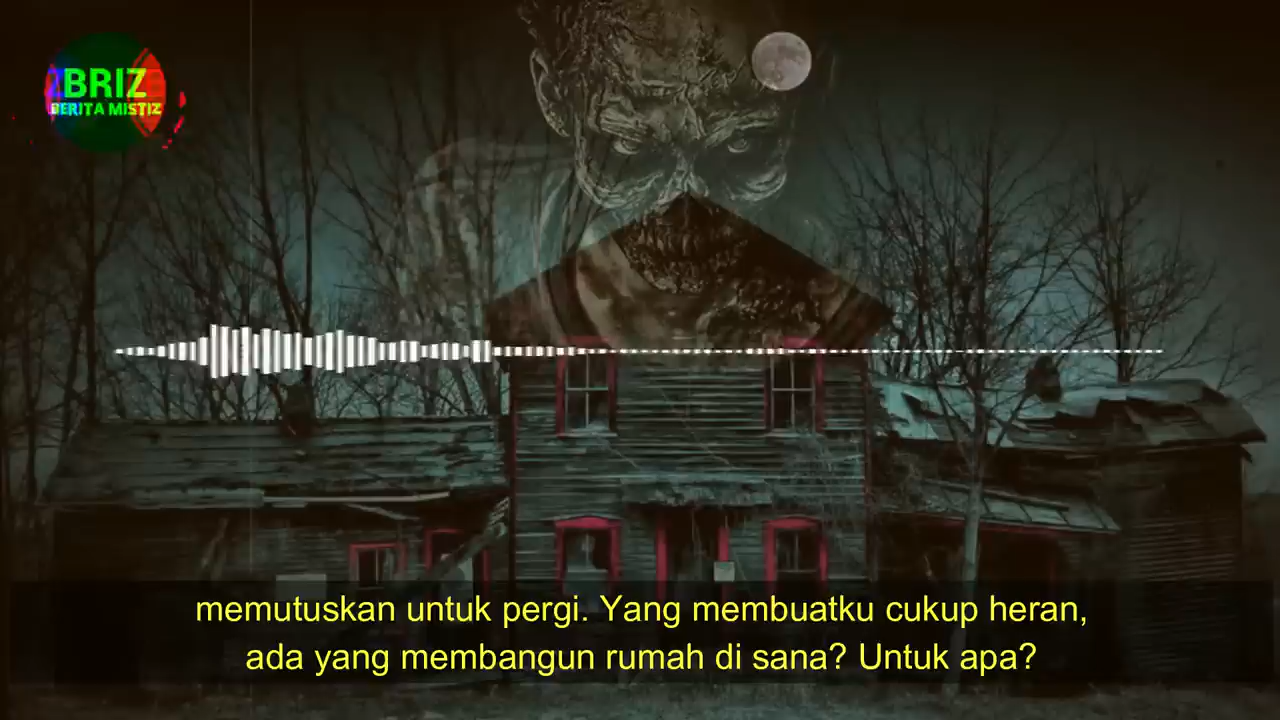 BRIZ
BERITA MISTIZ
memutuskan untuk pergi. Yang membuatku cukup heran,
ada yang membangun rumah di sana? Untuk apa?